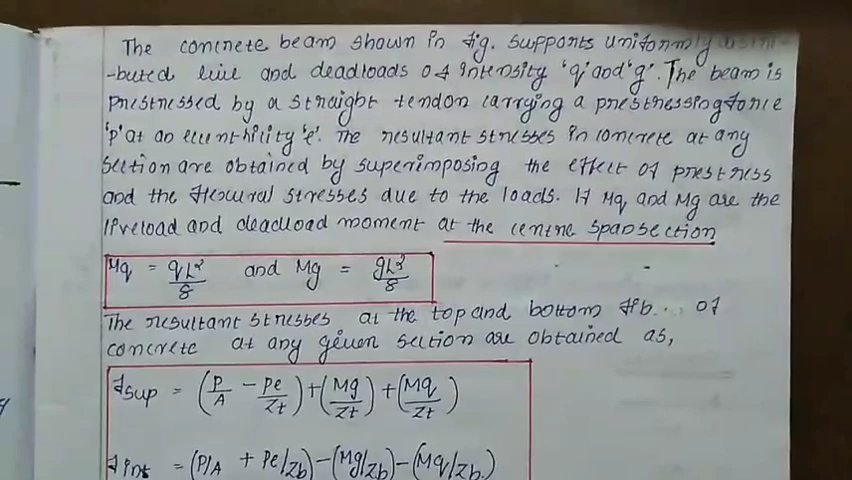 The concrete beam shown in fig. supports uniformly distri-
-buted live and deadloads of intensity 'q' and 'g'. The beam is
prestressed by a straight tendon carrying a prestressing force
'p' at an eccentricity 'e'. The resultant stresses in concrete at any
section are obtained by superimposing the effect of prestress
and the flexural stresses due to the loads. If Mq and Mg are the
liveload and deadload moment at the centre span section
Mq = qL²/8 and Mg = gL²/8
The resultant stresses at the top and bottom fib... of
concrete at any given section are obtained as,
fsup = (P/A - Pe/Zt) + (Mg/Zt) + (Mq/Zt)
finf = (P/A + Pe/Zb) - (Mg/Zb) - (Mq/Zb)